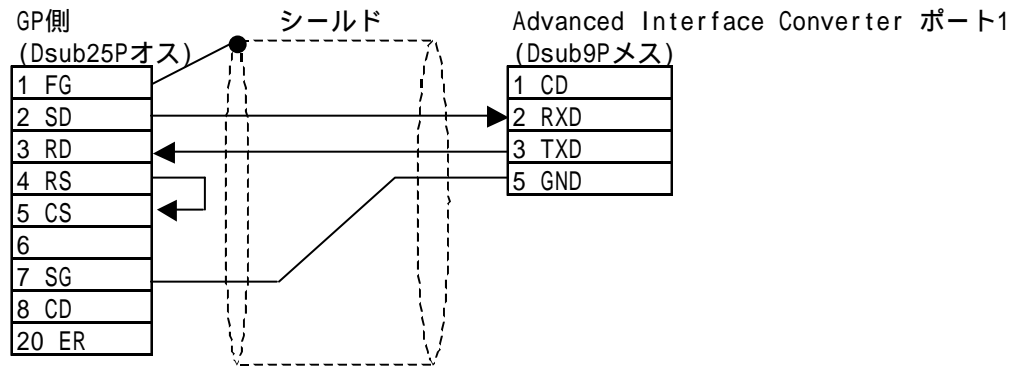 GP側
(Dsub25Pオス)
1 FG
2 SD
3 RD
4 RS
5 CS
6
7 SG
8 CD
20 ER
シールド
Advanced Interface Converter ポート1
(Dsub9Pメス)
1 CD
2 RXD
3 TXD
5 GND